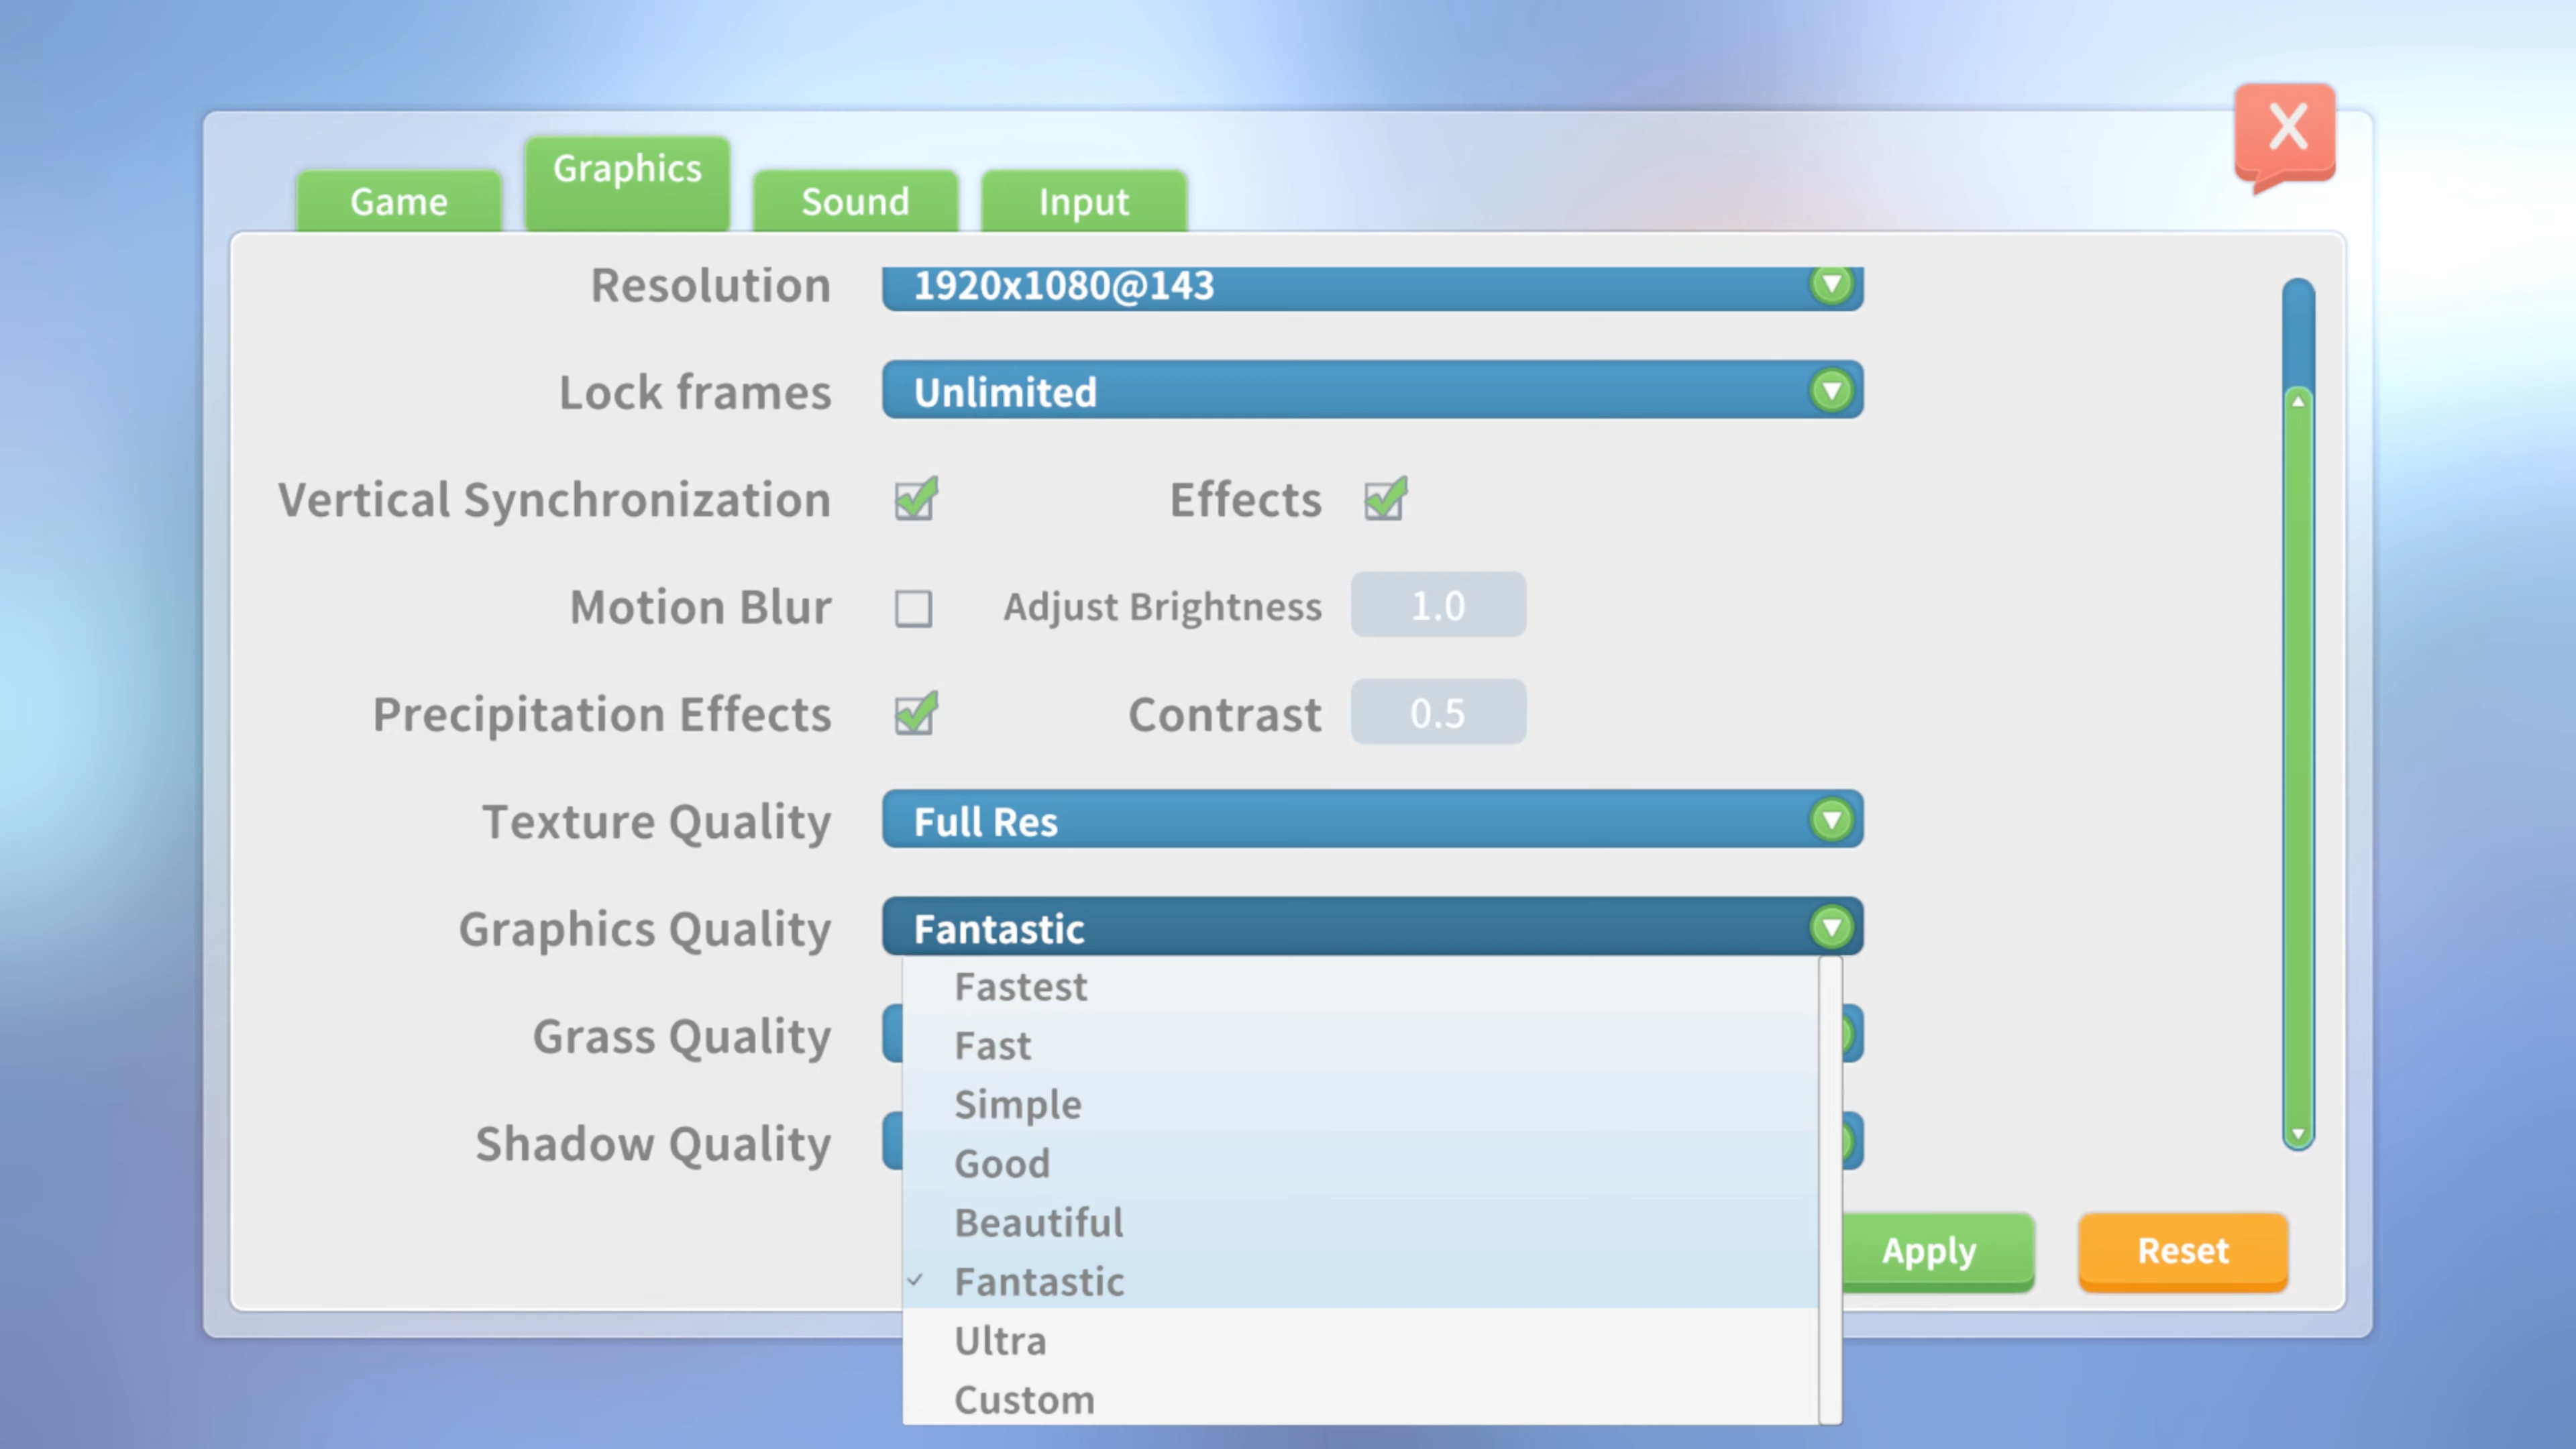 Game
Graphics
Sound
Input
X
Resolution 1920x1080@143
Lock frames Unlimited
Vertical Synchronization Effects
Motion Blur Adjust Brightness 1.0
Precipitation Effects Contrast 0.5
Texture Quality Full Res
Graphics Quality Fantastic
Fastest
Grass Quality
Fast
Simple
Shadow Quality
Good
Beautiful
Fantastic
Ultra
Custom
Apply
Reset